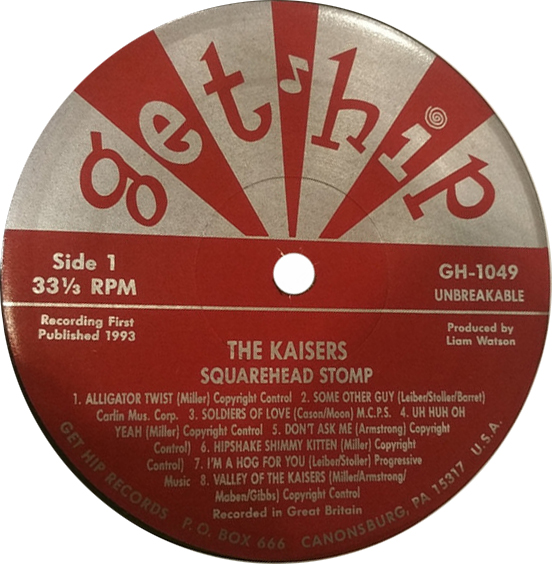 get hip
Side 1
33⅓ RPM
GH-1049
UNBREAKABLE
Recording First
Published 1993
Produced by
Liam Watson
THE KAISERS
SQUAREHEAD STOMP
1. ALLIGATOR TWIST (Miller) Copyright Control 2. SOME OTHER GUY (Leiber/Stoller/Barret)
Carlin Mus. Corp. 3. SOLDIERS OF LOVE (Cason/Moon) M.C.P.S. 4. UH HUH OH
YEAH (Miller) Copyright Control 5. DON'T ASK ME (Armstrong) Copyright
Control) 6. HIPSHAKE SHIMMY KITTEN (Miller) Copyright
Control) 7. I'M A HOG FOR YOU (Leiber/Stoller) Progressive
Music 8. VALLEY OF THE KAISERS (Miller/Armstrong/
Maben/Gibbs) Copyright Control
Recorded in Great Britain
GET HIP RECORDS P. O. BOX 666 CANONSBURG, PA 15317 U.S.A.